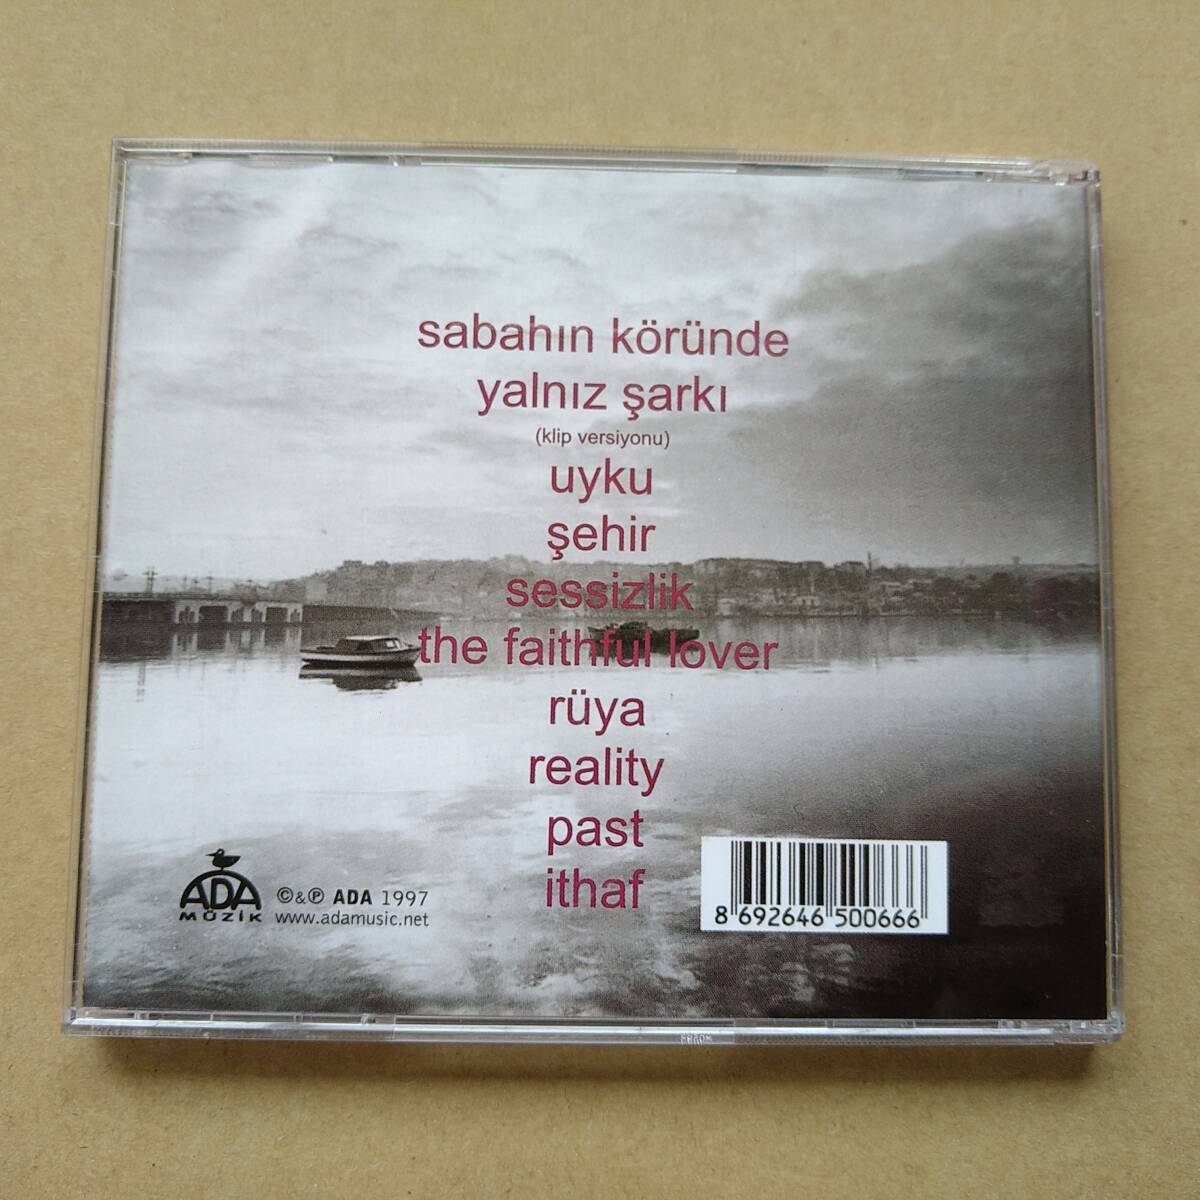 sabahın köründe
yalnız şarkı
(klip versiyonu)
uyku
şehir
sessizlik
the faithful lover
rüya
reality
past
ithaf
ADA
MÜZİK
©&℗ ADA 1997
www.adamusic.net
8 692646 500666